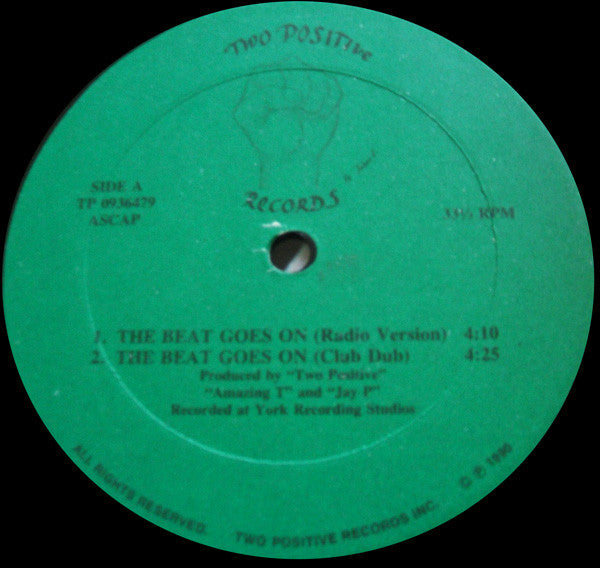 Two Positive
Records
SIDE A
TP 0936479
ASCAP
33⅓ RPM
1. THE BEAT GOES ON (Radio Version) 4:10
2. THE BEAT GOES ON (Club Dub) 4:25
Produced by "Two Positive"
"Amazing T" and "Jay P"
Recorded at York Recording Studios
ALL RIGHTS RESERVED. TWO POSITIVE RECORDS INC. © ℗ 1990